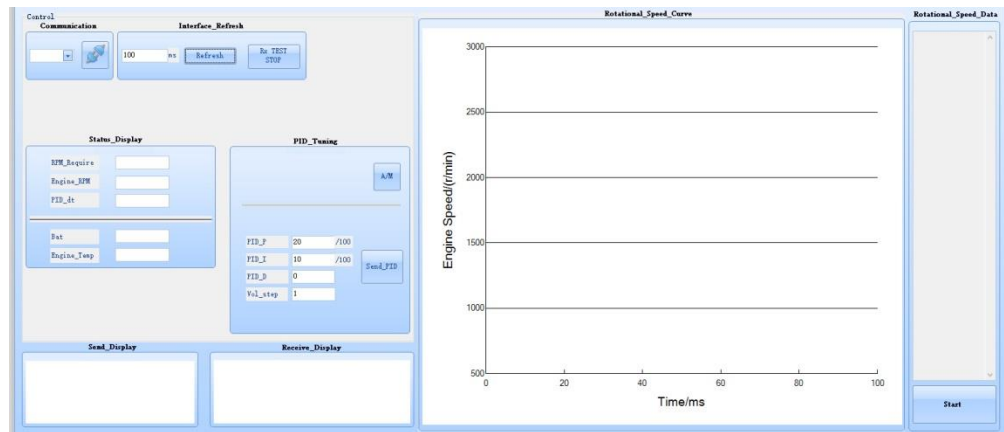 Control
Communication
Interface_Refresh
100 ms Refresh Rx TEST
STOP
Status_Display
RPM_Require
Engine_RPM
PID_dt
Bat
Engine_Temp
PID_Tuning
A/M
PID_P 20 /100
PID_I 10 /100
PID_D 0
Vol_step 1
Send_PID
Send_Display
Receive_Display
Rotational_Speed_Curve
Engine Speed/(r/min)
3000
2500
2000
1500
1000
500
0 20 40 60 80 100
Time/ms
Rotational_Speed_Data
Start